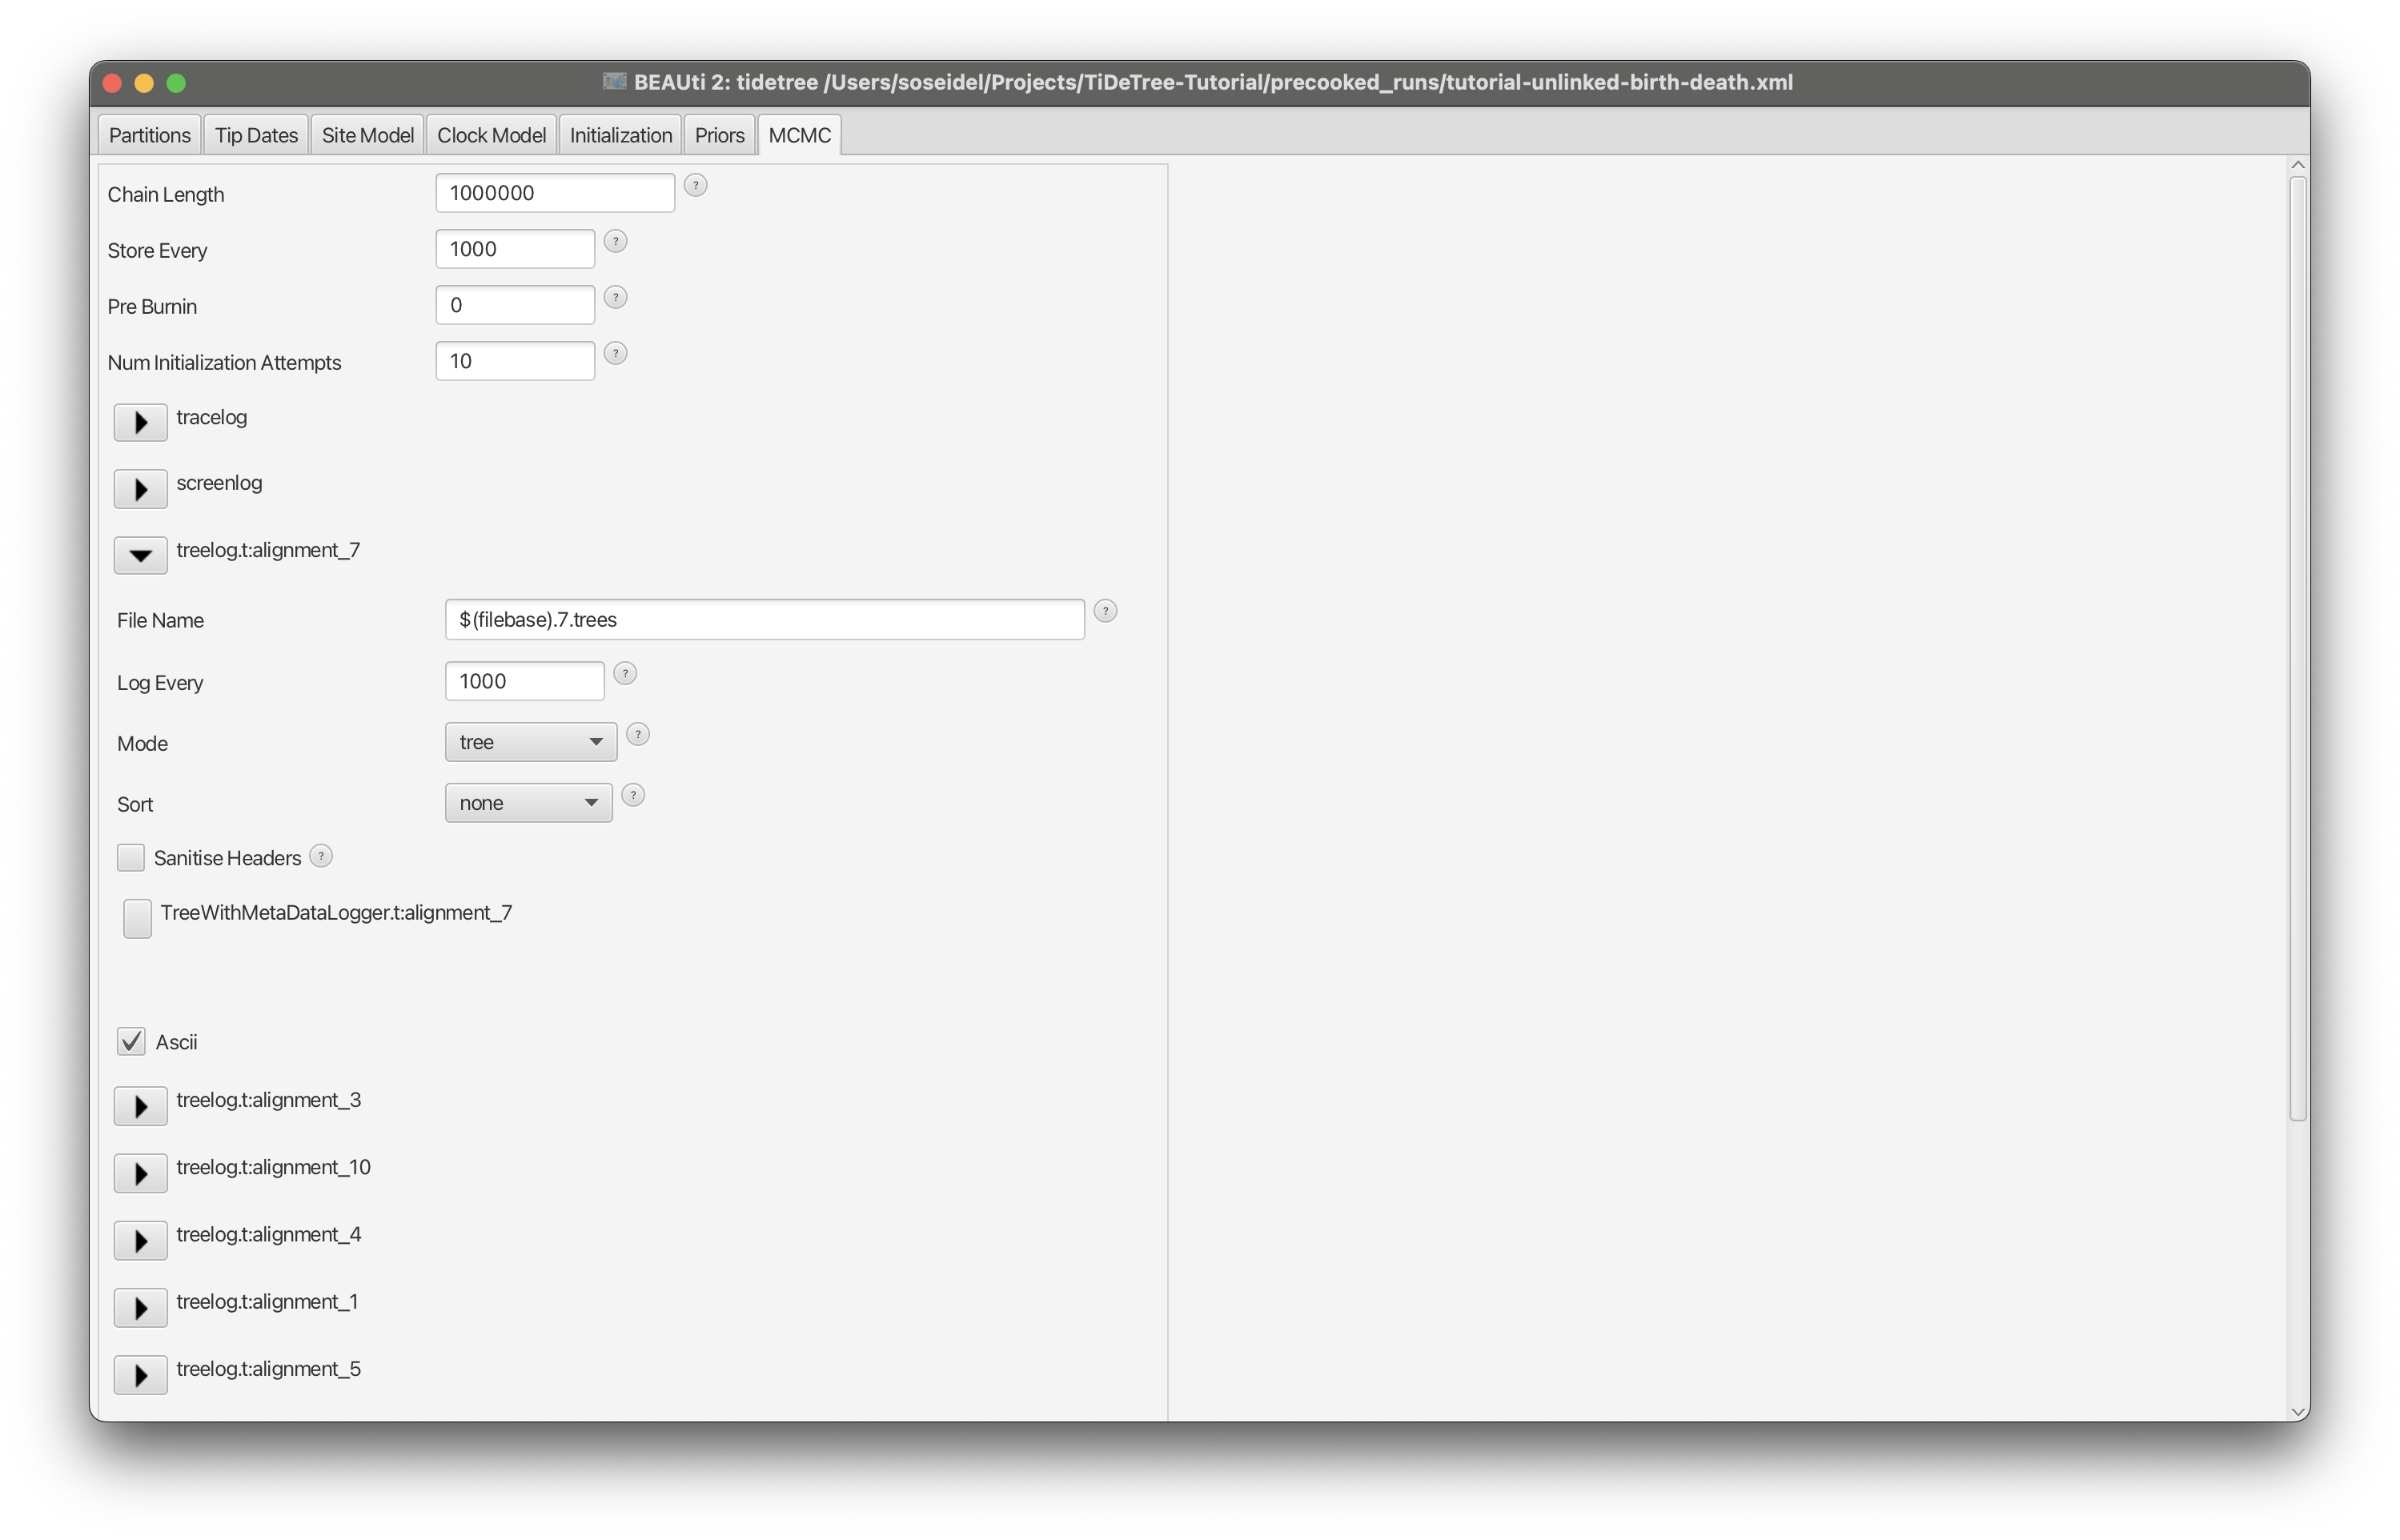 BEAUti 2: tidetree /Users/soseidel/Projects/TiDeTree-Tutorial/precooked_runs/tutorial-unlinked-birth-death.xml
Partitions Tip Dates Site Model Clock Model Initialization Priors MCMC
Chain Length 1000000 ?
Store Every 1000 ?
Pre Burnin 0 ?
Num Initialization Attempts 10 ?
tracelog
screenlog
treelog.t:alignment_7
File Name $(filebase).7.trees ?
Log Every 1000 ?
Mode tree ?
Sort none ?
Sanitise Headers ?
TreeWithMetaDataLogger.t:alignment_7
Ascii
treelog.t:alignment_3
treelog.t:alignment_10
treelog.t:alignment_4
treelog.t:alignment_1
treelog.t:alignment_5